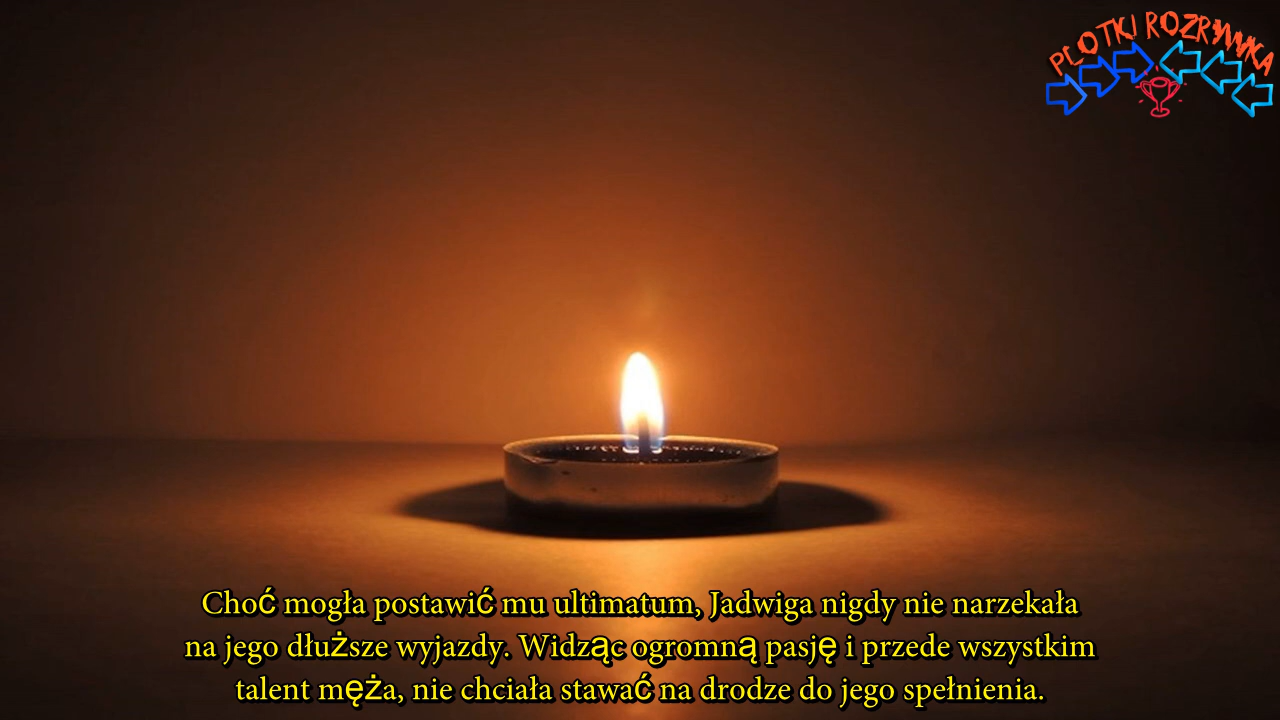 PLOTKI ROZRYWKA
Choć mogła postawić mu ultimatum, Jadwiga nigdy nie narzekała
na jego dłuższe wyjazdy. Widząc ogromną pasję i przede wszystkim
talent męża, nie chciała stawać na drodze do jego spełnienia.